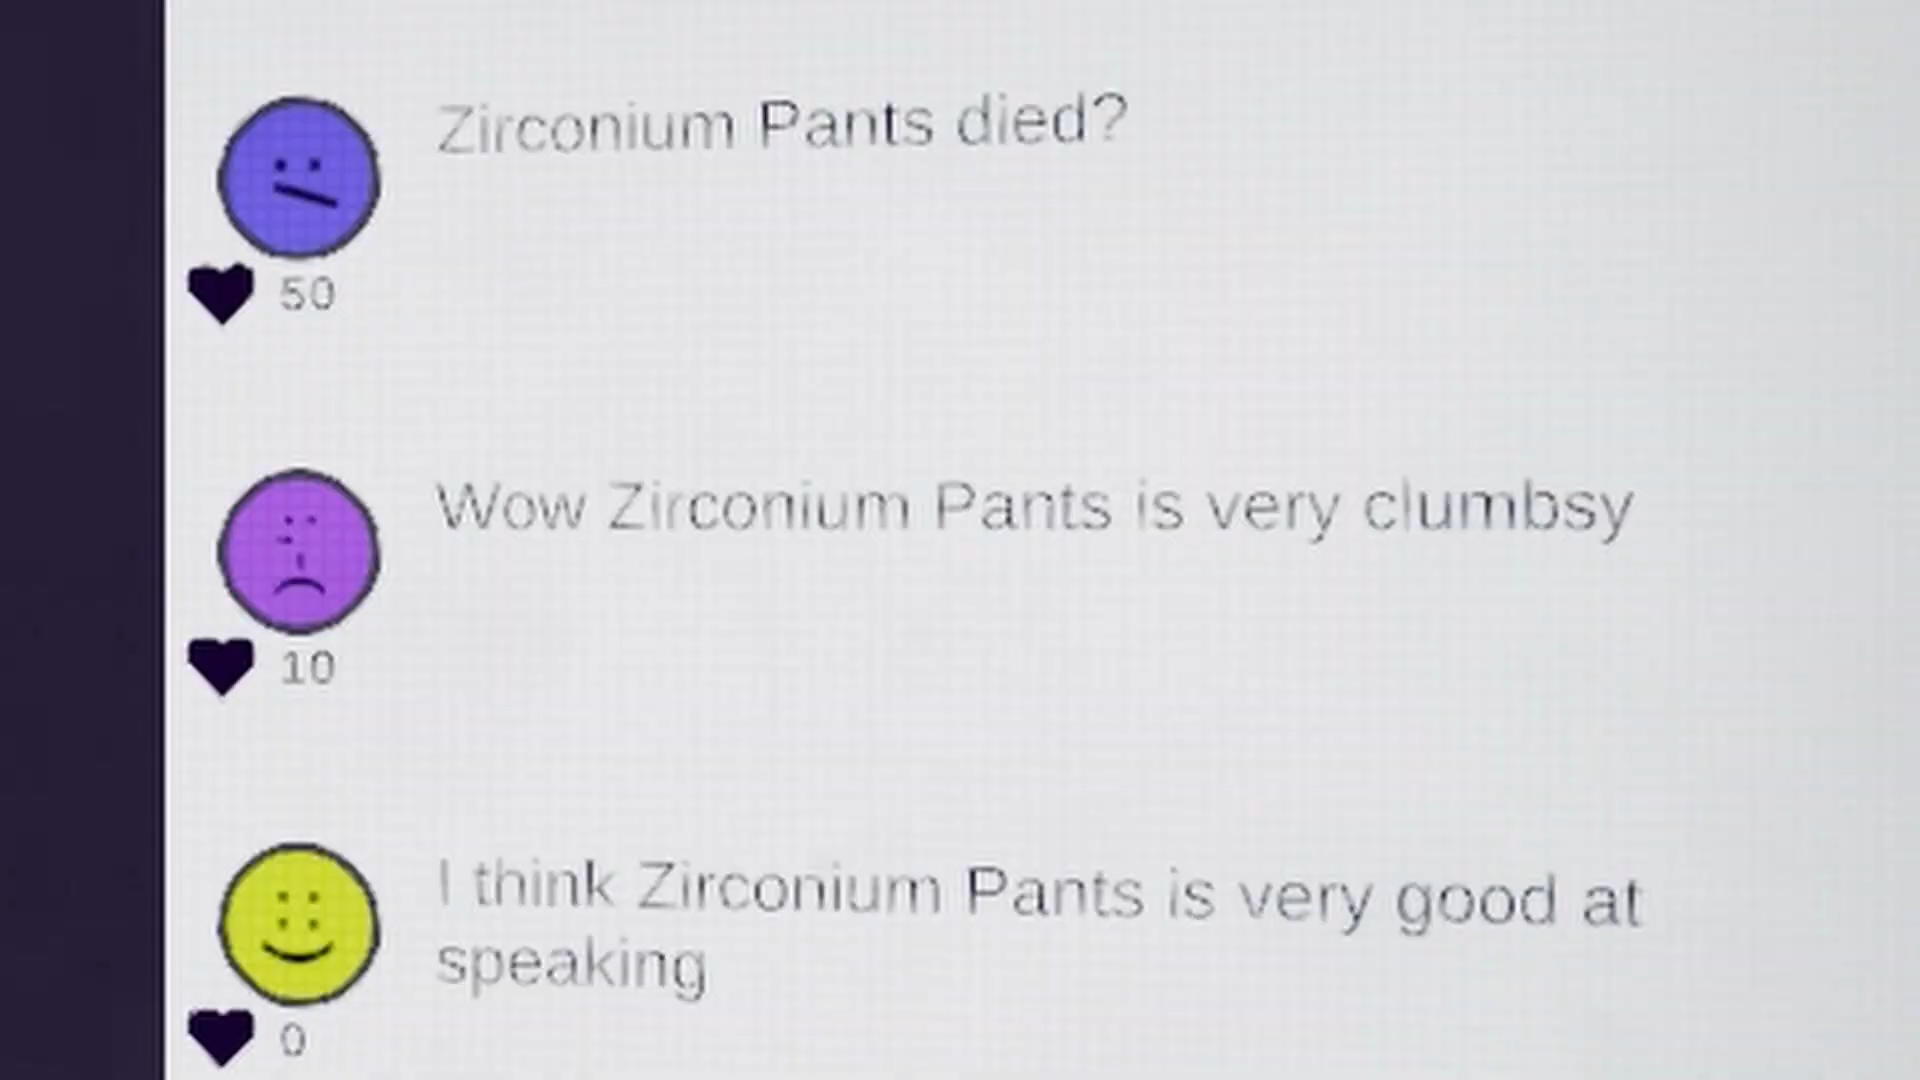 Zirconium Pants died?
50
Wow Zirconium Pants is very clumbsy
10
I think Zirconium Pants is very good at
speaking
0